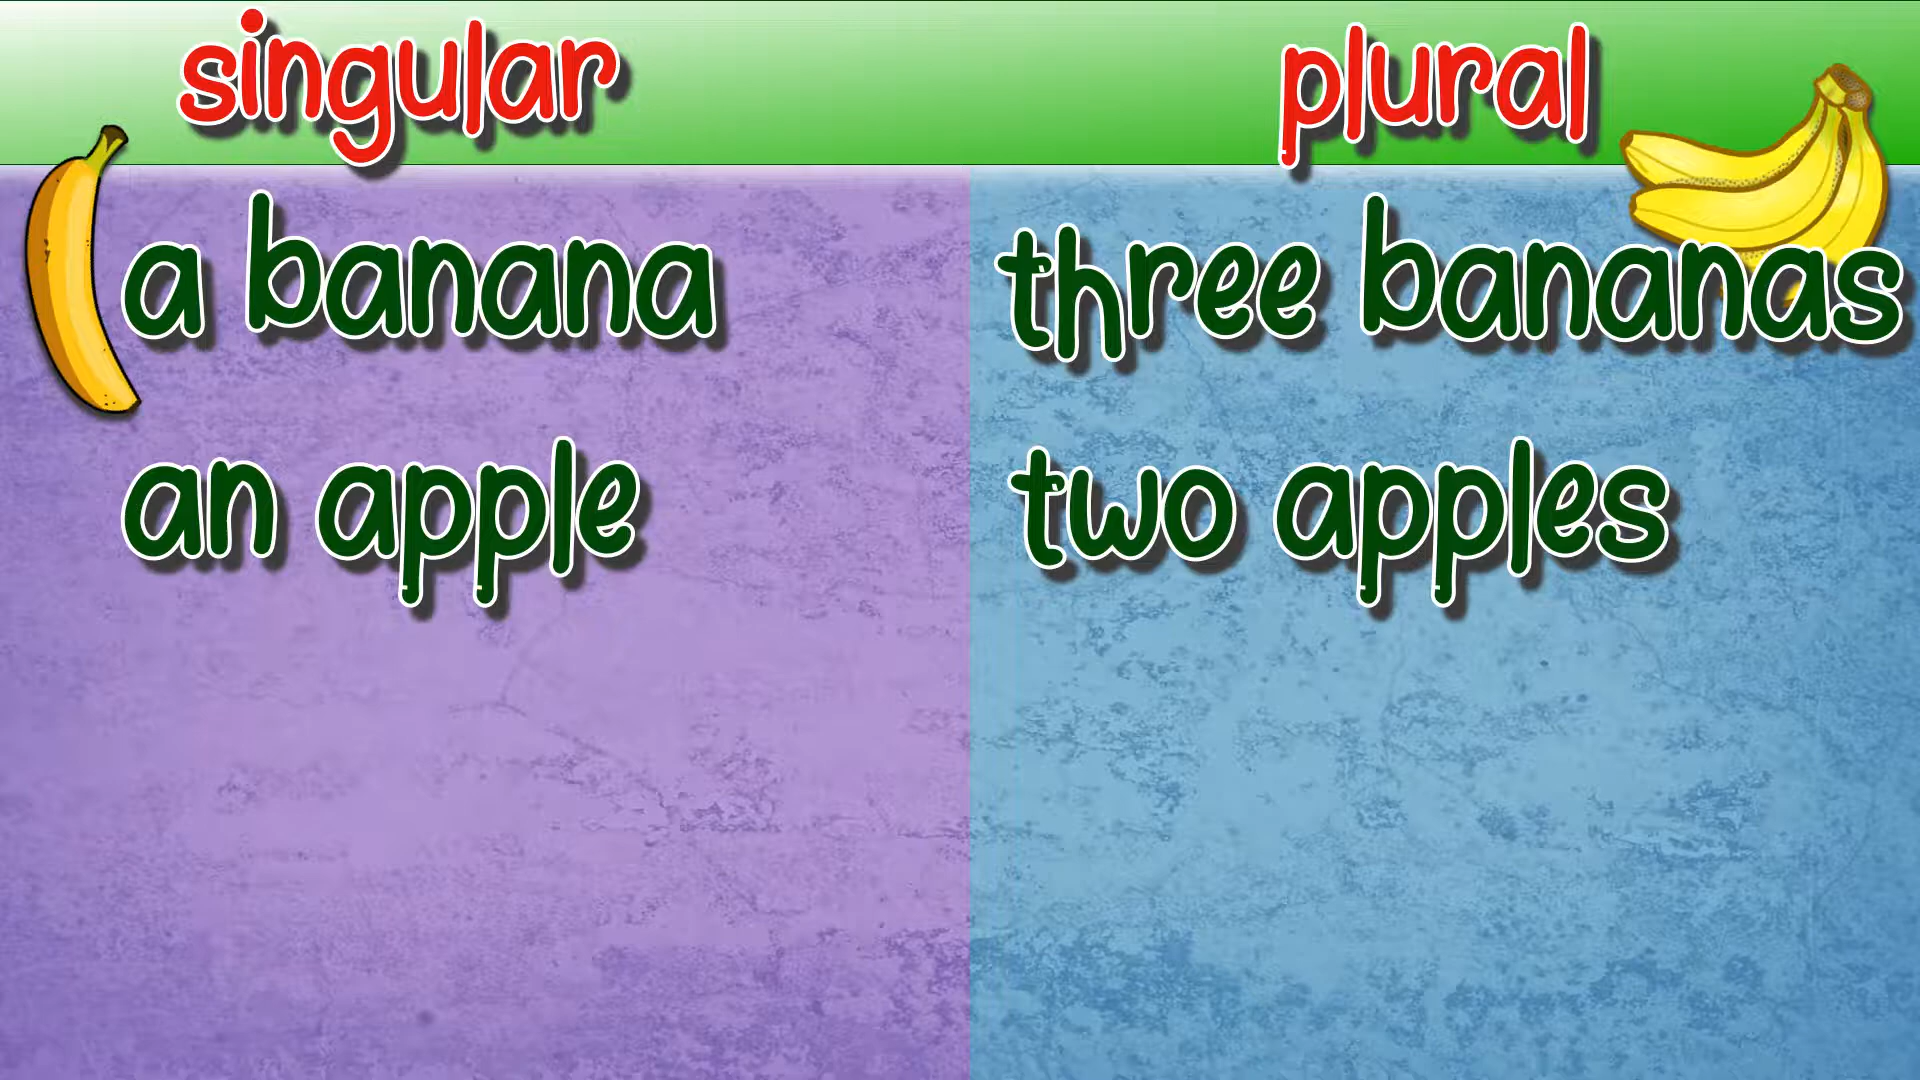 singular
plural
a banana
three bananas
an apple
two apples